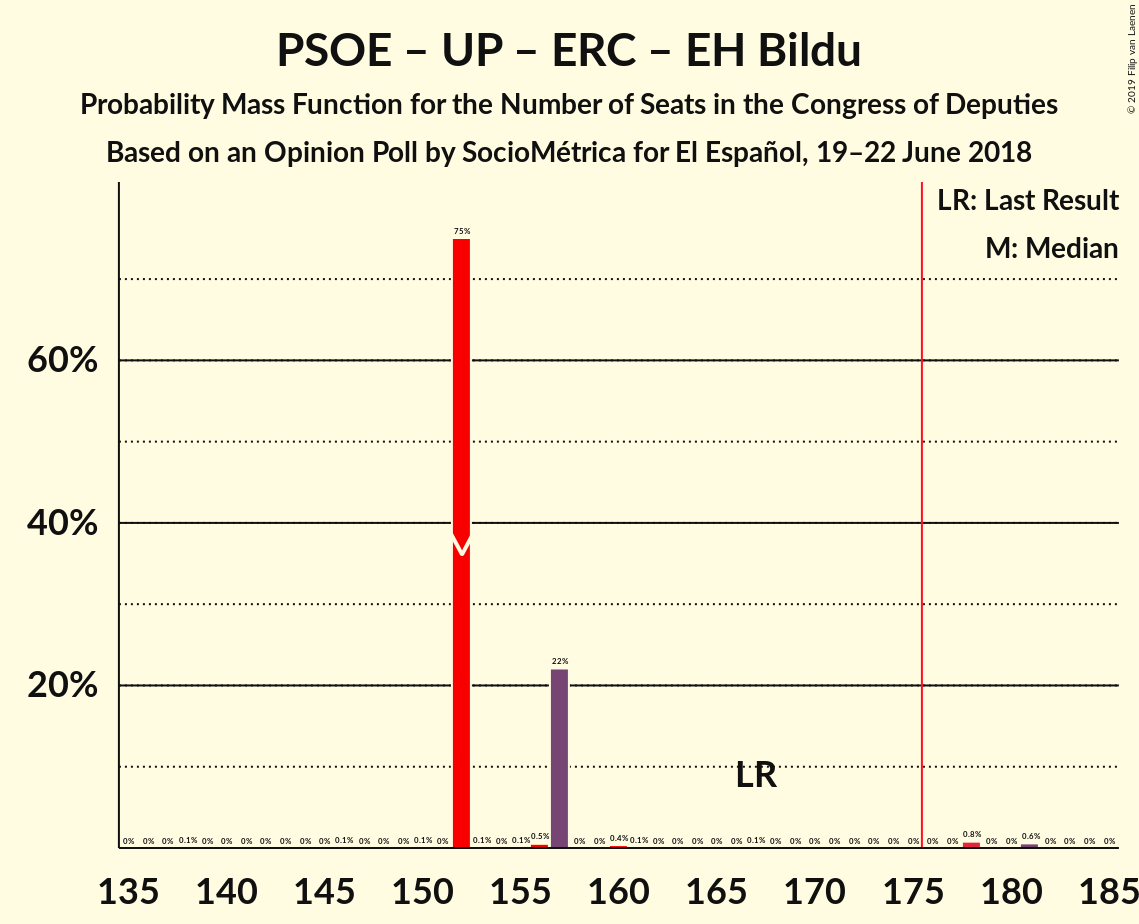 © 2019 Filip van Laenen
PSOE – UP – ERC – EH Bildu
Probability Mass Function for the Number of Seats in the Congress of Deputies
Based on an Opinion Poll by SocioMétrica for El Español, 19–22 June 2018
LR: Last Result
M: Median
75%
60%
40%
22%
20%
LR
0% 0% 0% 0.1% 0% 0% 0% 0% 0% 0% 0% 0.1% 0% 0% 0% 0.1% 0% 0.1% 0% 0.1% 0.5% 0% 0% 0.4% 0.1% 0% 0% 0% 0% 0% 0.1% 0% 0% 0% 0% 0% 0% 0% 0% 0% 0% 0.8% 0% 0% 0.6% 0% 0% 0% 0%
135 140 145 150 155 160 165 170 175 180 185